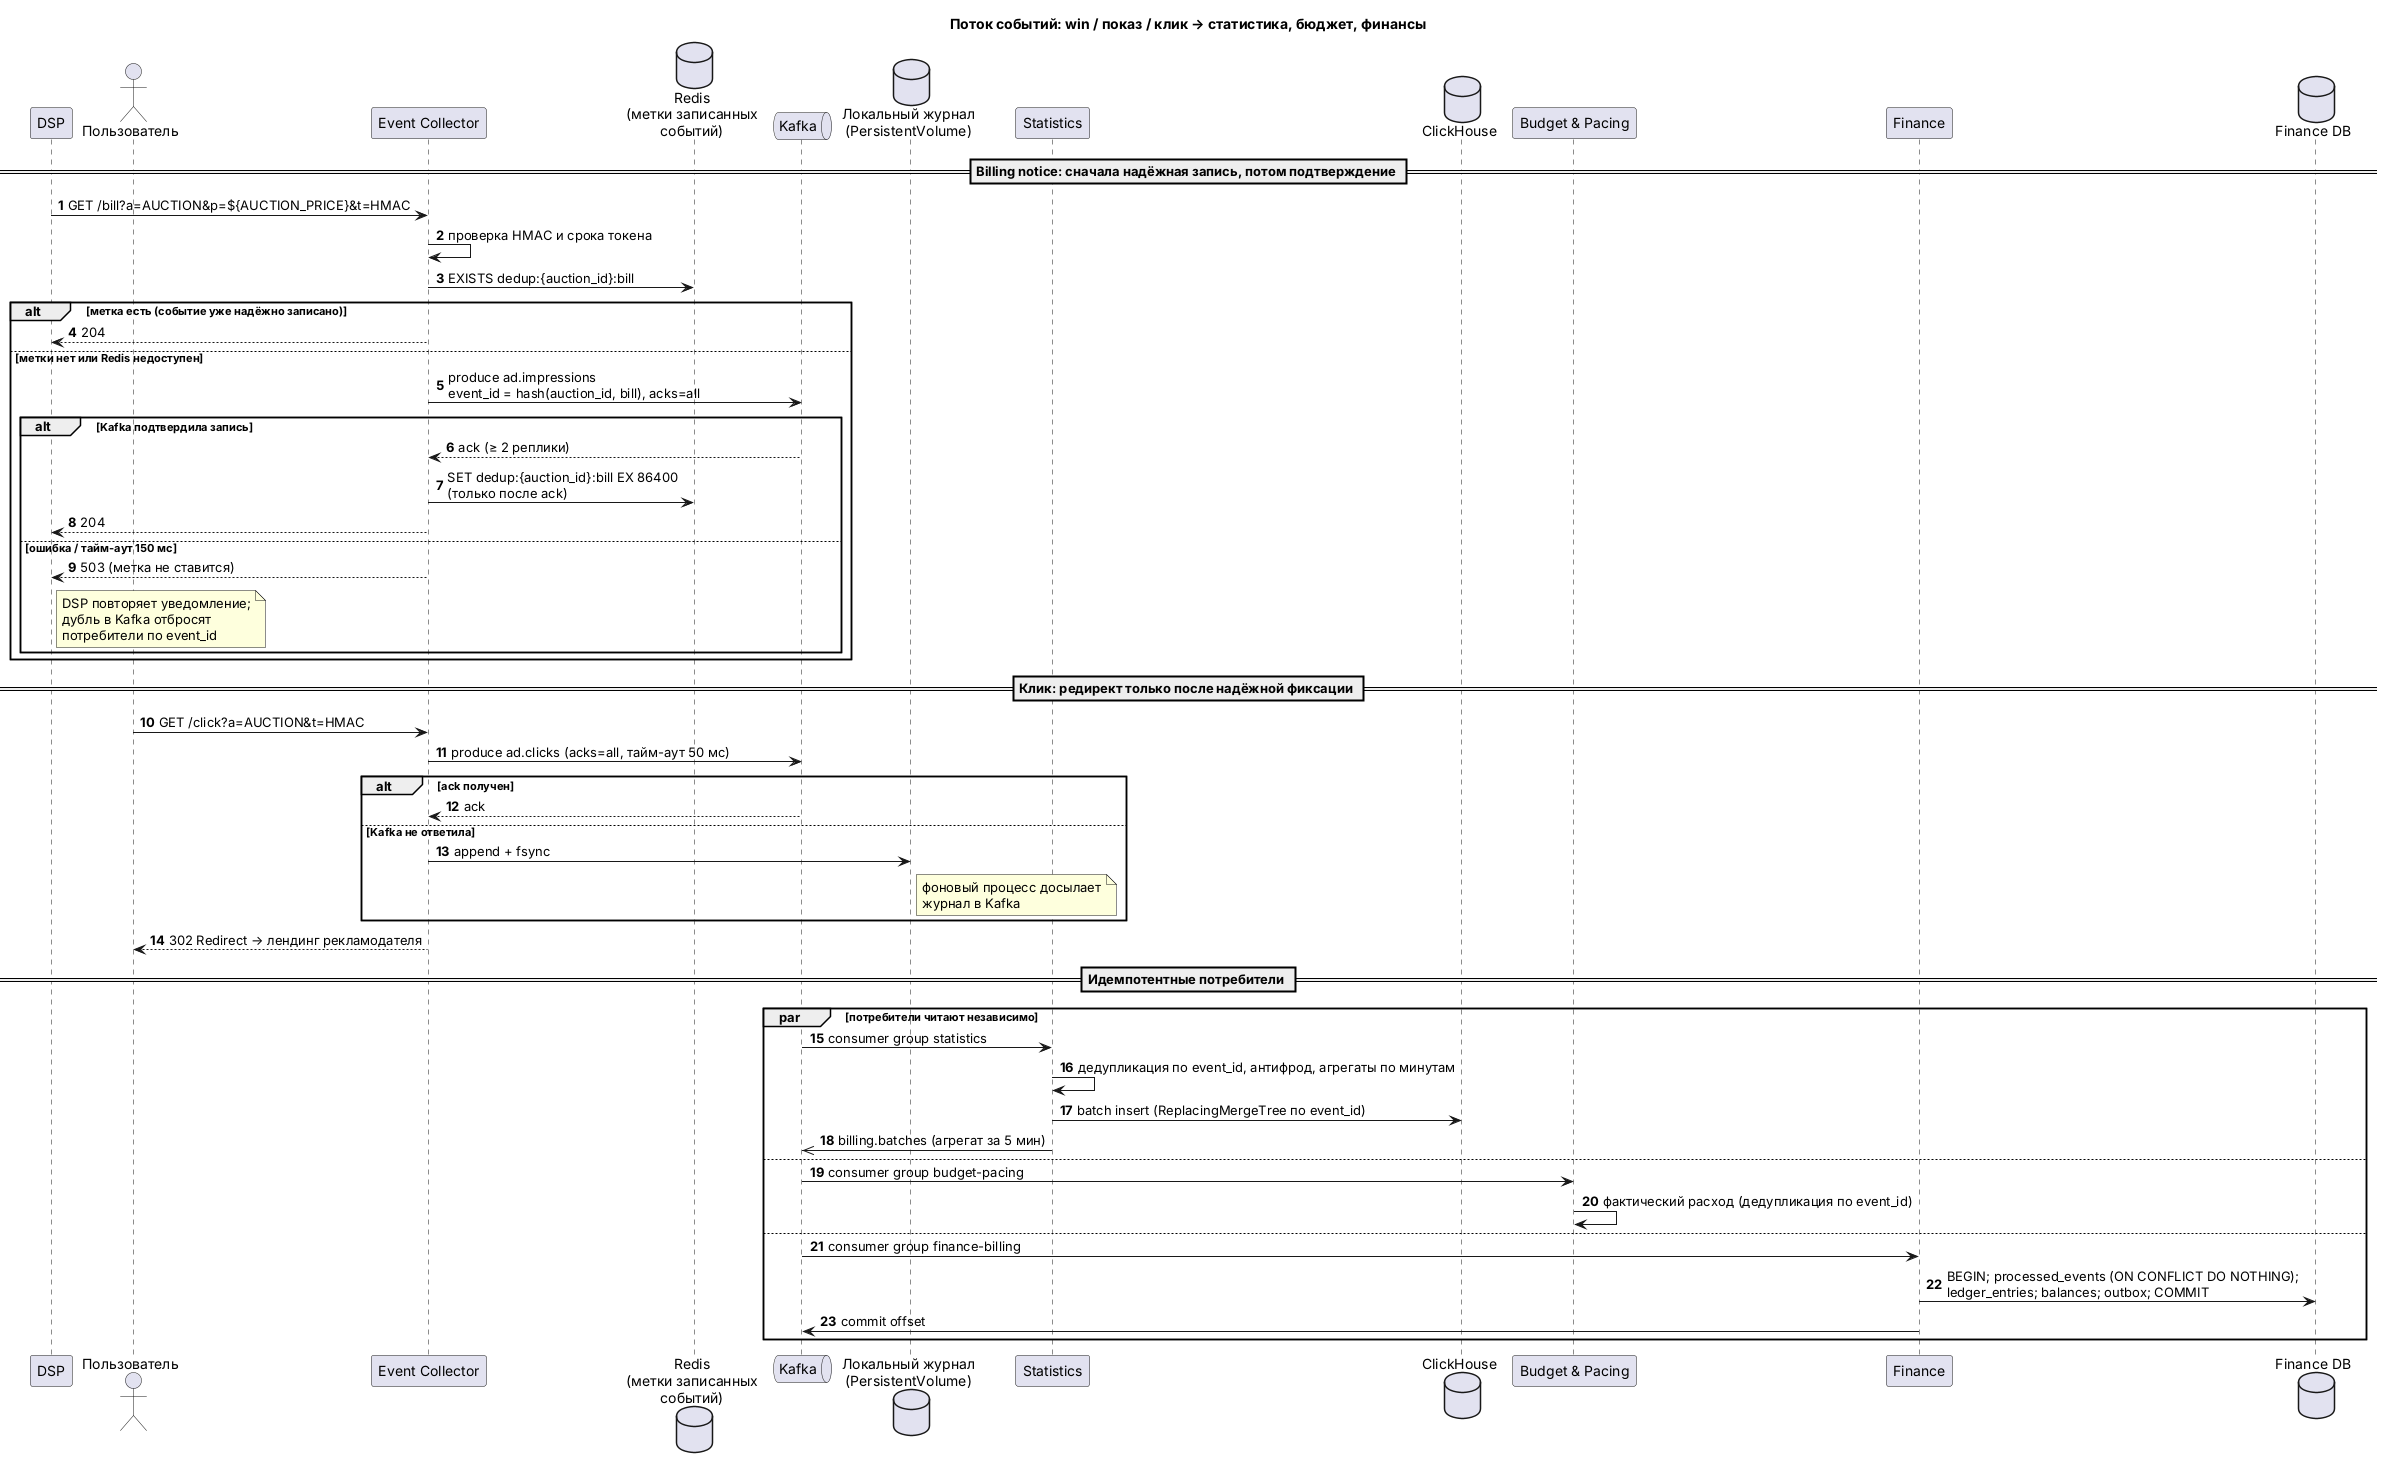 Поток событий: win / показ / клик → статистика, бюджет, финансы
DSP
Пользователь
Event Collector
Redis
(метки записанных
событий)
Kafka
Локальный журнал
(PersistentVolume)
Statistics
ClickHouse
Budget & Pacing
Finance
Finance DB
Billing notice: сначала надёжная запись, потом подтверждение
1 GET /bill?a=AUCTION&p=${AUCTION_PRICE}&t=HMAC
2 проверка HMAC и срока токена
3 EXISTS dedup:{auction_id}:bill
alt [метка есть (событие уже надёжно записано)]
4 204
[метки нет или Redis недоступен]
5 produce ad.impressions
event_id = hash(auction_id, bill), acks=all
alt [Kafka подтвердила запись]
6 ack (≥ 2 реплики)
7 SET dedup:{auction_id}:bill EX 86400
(только после ack)
8 204
[ошибка / тайм-аут 150 мс]
9 503 (метка не ставится)
DSP повторяет уведомление;
дубль в Kafka отбросят
потребители по event_id
Клик: редирект только после надёжной фиксации
10 GET /click?a=AUCTION&t=HMAC
11 produce ad.clicks (acks=all, тайм-аут 50 мс)
alt [ack получен]
12 ack
[Kafka не ответила]
13 append + fsync
фоновый процесс досылает
журнал в Kafka
14 302 Redirect → лендинг рекламодателя
Идемпотентные потребители
par [потребители читают независимо]
15 consumer group statistics
16 дедупликация по event_id, антифрод, агрегаты по минутам
17 batch insert (ReplacingMergeTree по event_id)
18 billing.batches (агрегат за 5 мин)
19 consumer group budget-pacing
20 фактический расход (дедупликация по event_id)
21 consumer group finance-billing
22 BEGIN; processed_events (ON CONFLICT DO NOTHING);
ledger_entries; balances; outbox; COMMIT
23 commit offset
DSP
Пользователь
Event Collector
Redis
(метки записанных
событий)
Kafka
Локальный журнал
(PersistentVolume)
Statistics
ClickHouse
Budget & Pacing
Finance
Finance DB